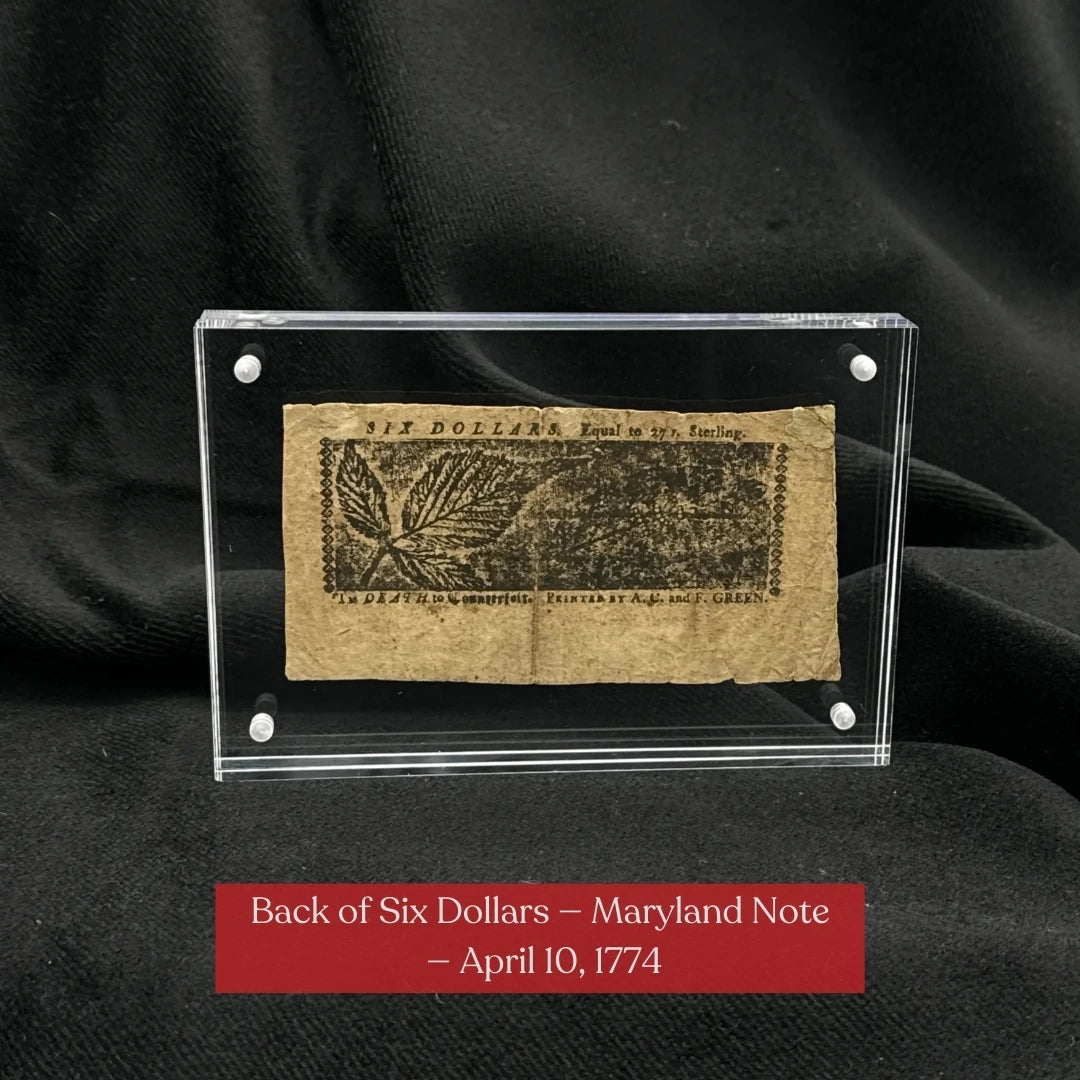 SIX DOLLARS. Equal to 27 s. Sterling.
'Tis DEATH to Counterfeit. PRINTED BY A. C. and F. GREEN.
Back of Six Dollars – Maryland Note
– April 10, 1774